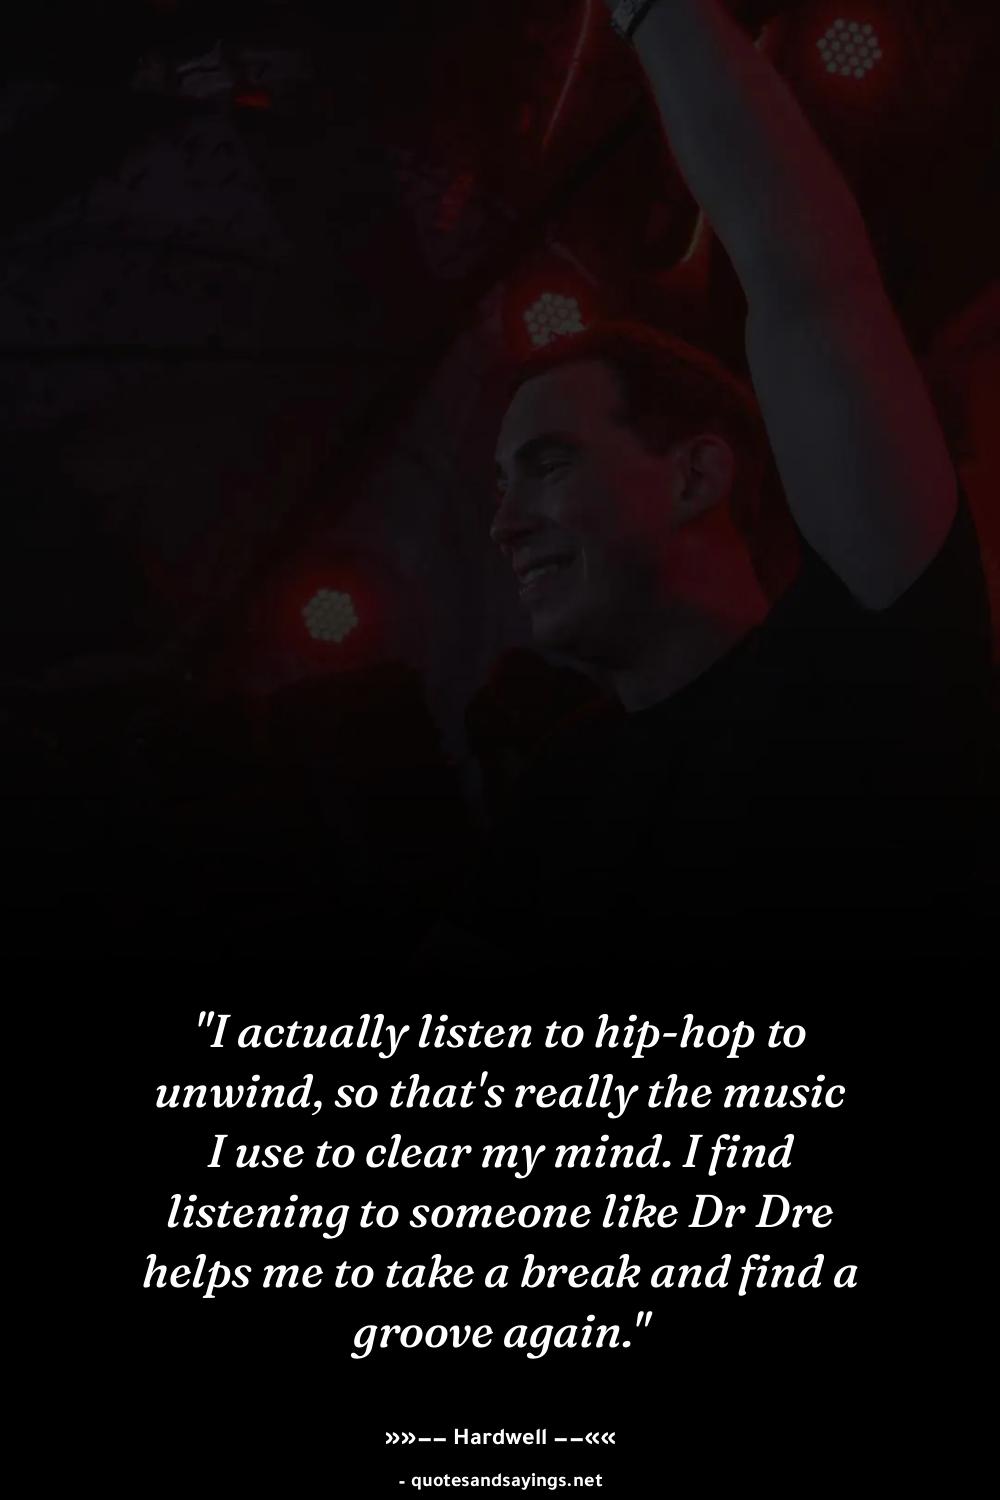 "I actually listen to hip-hop to
unwind, so that's really the music
I use to clear my mind. I find
listening to someone like Dr Dre
helps me to take a break and find a
groove again."
»»−− Hardwell −−««
- quotesandsayings.net